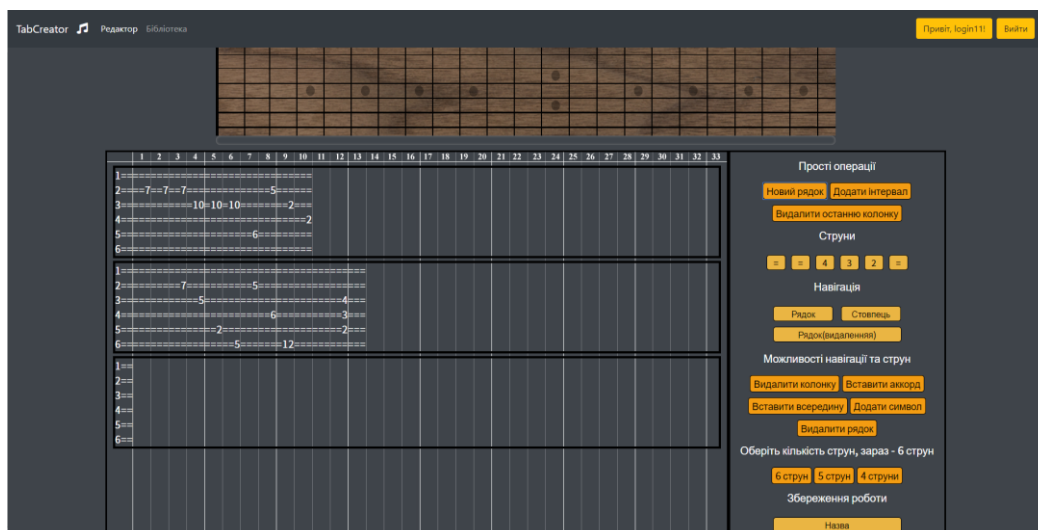 TabCreator
Редактор
Бібліотека
Привіт, login11!
Вийти
1 2 3 4 5 6 7 8 9 10 11 12 13 14 15 16 17 18 19 20 21 22 23 24 25 26 27 28 29 30 31 32 33
1================================
2====7==7==7==============5======
3=============10=10=10========2===
4===============================2
5=======================6=========
6================================
1=========================================
2==========7===========5==================
3=============5=======================4===
4=========================6===========3===
5================2====================2===
6===================5=======12============
1==
2==
3==
4==
5==
6==
Прості операції
Новий рядок
Додати інтервал
Видалити останню колонку
Струни
= = 4 3 2 =
Навігація
Рядок
Стовпець
Рядок(видаленняя)
Можливості навігації та струн
Видалити колонку
Вставити аккорд
Вставити всередину
Додати символ
Видалити рядок
Оберіть кількість струн, зараз - 6 струн
6 струн
5 струн
4 струни
Збереження роботи
Назва